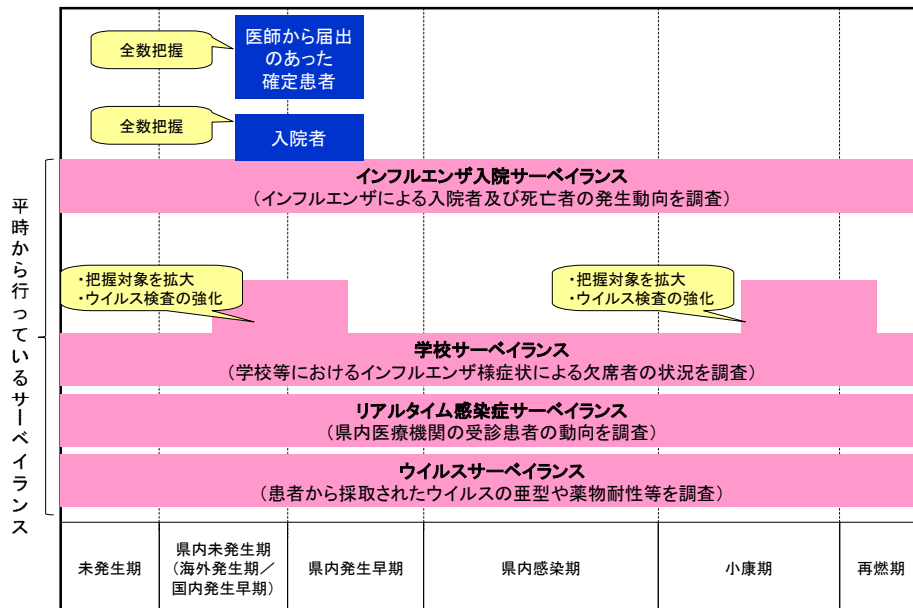 全数把握
医師から届出
のあった
確定患者
全数把握
入院者
インフルエンザ入院サーベイランス
(インフルエンザによる入院者及び死亡者の発生動向を調査)
平時から行っているサーベイランス
・把握対象を拡大
・ウイルス検査の強化
・把握対象を拡大
・ウイルス検査の強化
学校サーベイランス
(学校等におけるインフルエンザ様症状による欠席者の状況を調査)
リアルタイム感染症サーベイランス
(県内医療機関の受診患者の動向を調査)
ウイルスサーベイランス
(患者から採取されたウイルスの亜型や薬物耐性等を調査)
未発生期
県内未発生期
(海外発生期/
国内発生早期)
県内発生早期
県内感染期
小康期
再燃期